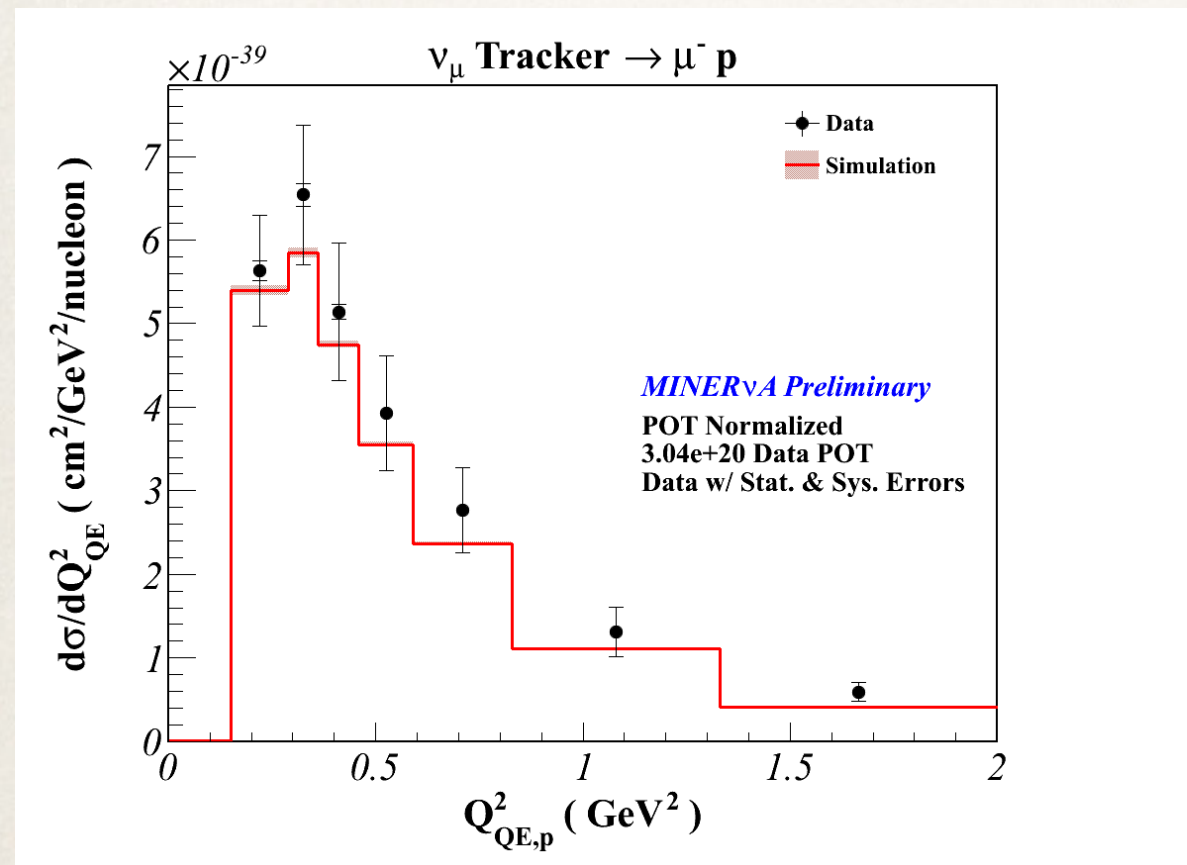 ×10⁻³⁹
ν_μ Tracker → μ⁻ p
Data
Simulation
7
6
5
4
3
2
1
0
dσ/dQ²_QE ( cm²/GeV²/nucleon )
MINERνA Preliminary
POT Normalized
3.04e+20 Data POT
Data w/ Stat. & Sys. Errors
0 0.5 1 1.5 2
Q²_QE,p ( GeV² )